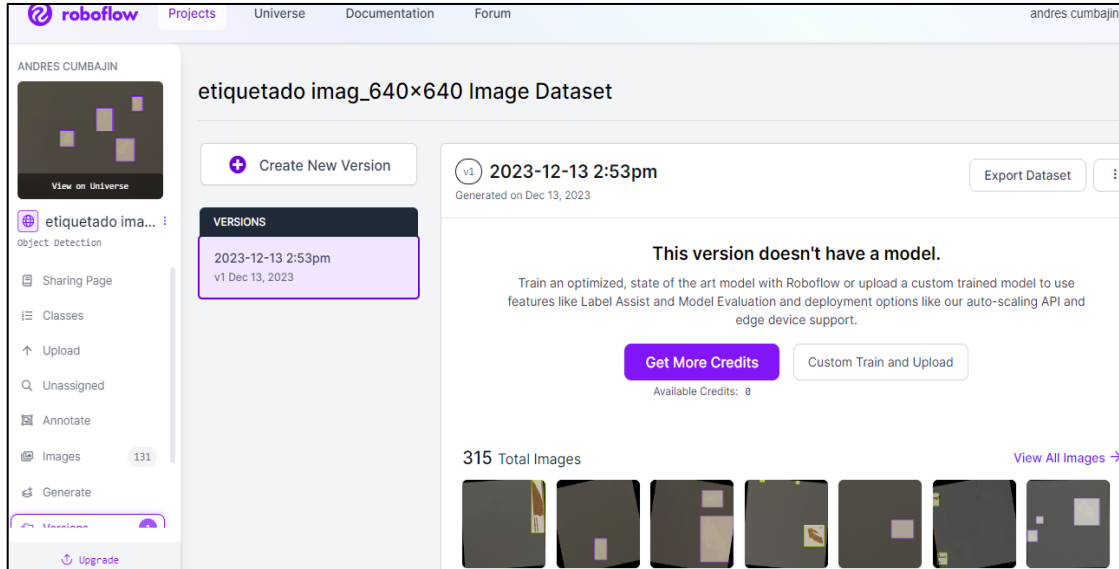 roboflow Projects Universe Documentation Forum andres cumbajin
ANDRES CUMBAJIN
View on Universe
etiquetado ima...
Object Detection
Sharing Page
Classes
Upload
Unassigned
Annotate
Images 131
Generate
Versions 1
Upgrade
etiquetado imag_640×640 Image Dataset
Create New Version
VERSIONS
2023-12-13 2:53pm
v1 Dec 13, 2023
v1 2023-12-13 2:53pm
Generated on Dec 13, 2023
Export Dataset
This version doesn't have a model.
Train an optimized, state of the art model with Roboflow or upload a custom trained model to use
features like Label Assist and Model Evaluation and deployment options like our auto-scaling API and
edge device support.
Get More Credits
Custom Train and Upload
Available Credits: 0
315 Total Images
View All Images →